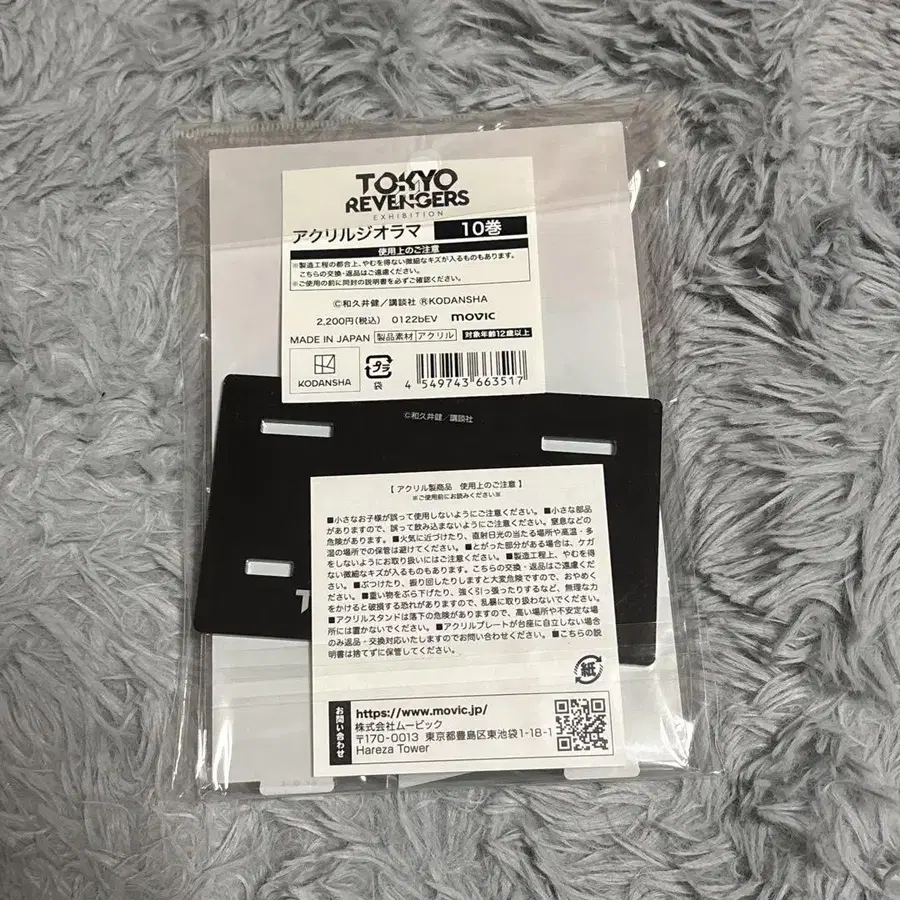 TOKYO
REVENGERS
EXHIBITION
アクリルジオラマ 10巻
使用上のご注意
※製造工程の都合上、やむを得ない微細なキズが入るものもあります。
こちらの交換・返品はご遠慮ください。
※ご使用の前に同封の説明書を必ずご確認ください。
©和久井健／講談社 ®KODANSHA
2,200円(税込) 0122bEV movic
MADE IN JAPAN 製品素材 アクリル 対象年齢12歳以上
KODANSHA
プラ
袋
4 549743 663517
©和久井健／講談社
【 アクリル製商品 使用上のご注意 】
※ご使用前にお読みください※
■小さなお子様が誤って使用しないようにご注意ください。■小さな部品
がありますので、誤って飲み込まないようにご注意ください。窒息などの
危険があります。■火気に近づけたり、直射日光の当たる場所や高温・多
湿の場所での保管は避けてください。■とがった部分がある場合は、ケガ
をしないようにお取り扱いにはご注意ください。■製造工程上、やむを得
ない微細なキズが入るものもあります。こちらの交換・返品はご遠慮くだ
さい。■ぶつけたり、振り回したりしますと大変危険ですので、おやめく
ださい。■重い物をぶら下げたり、強く引っ張ったりするなど、無理な力
をかけると破損する恐れがありますので、乱暴に取り扱わないでください。
■アクリルスタンドは落下の危険がありますので、高い場所や不安定な場
所には置かないでください。■アクリルプレートが台座に自立しない場合
のみ返品・交換対応いたしますのでお問い合わせください。■こちらの説
明書は捨てずに保管してください。
紙
お問い合わせ
https://www.movic.jp/
株式会社ムービック
〒170-0013 東京都豊島区東池袋1-18-1
Hareza Tower